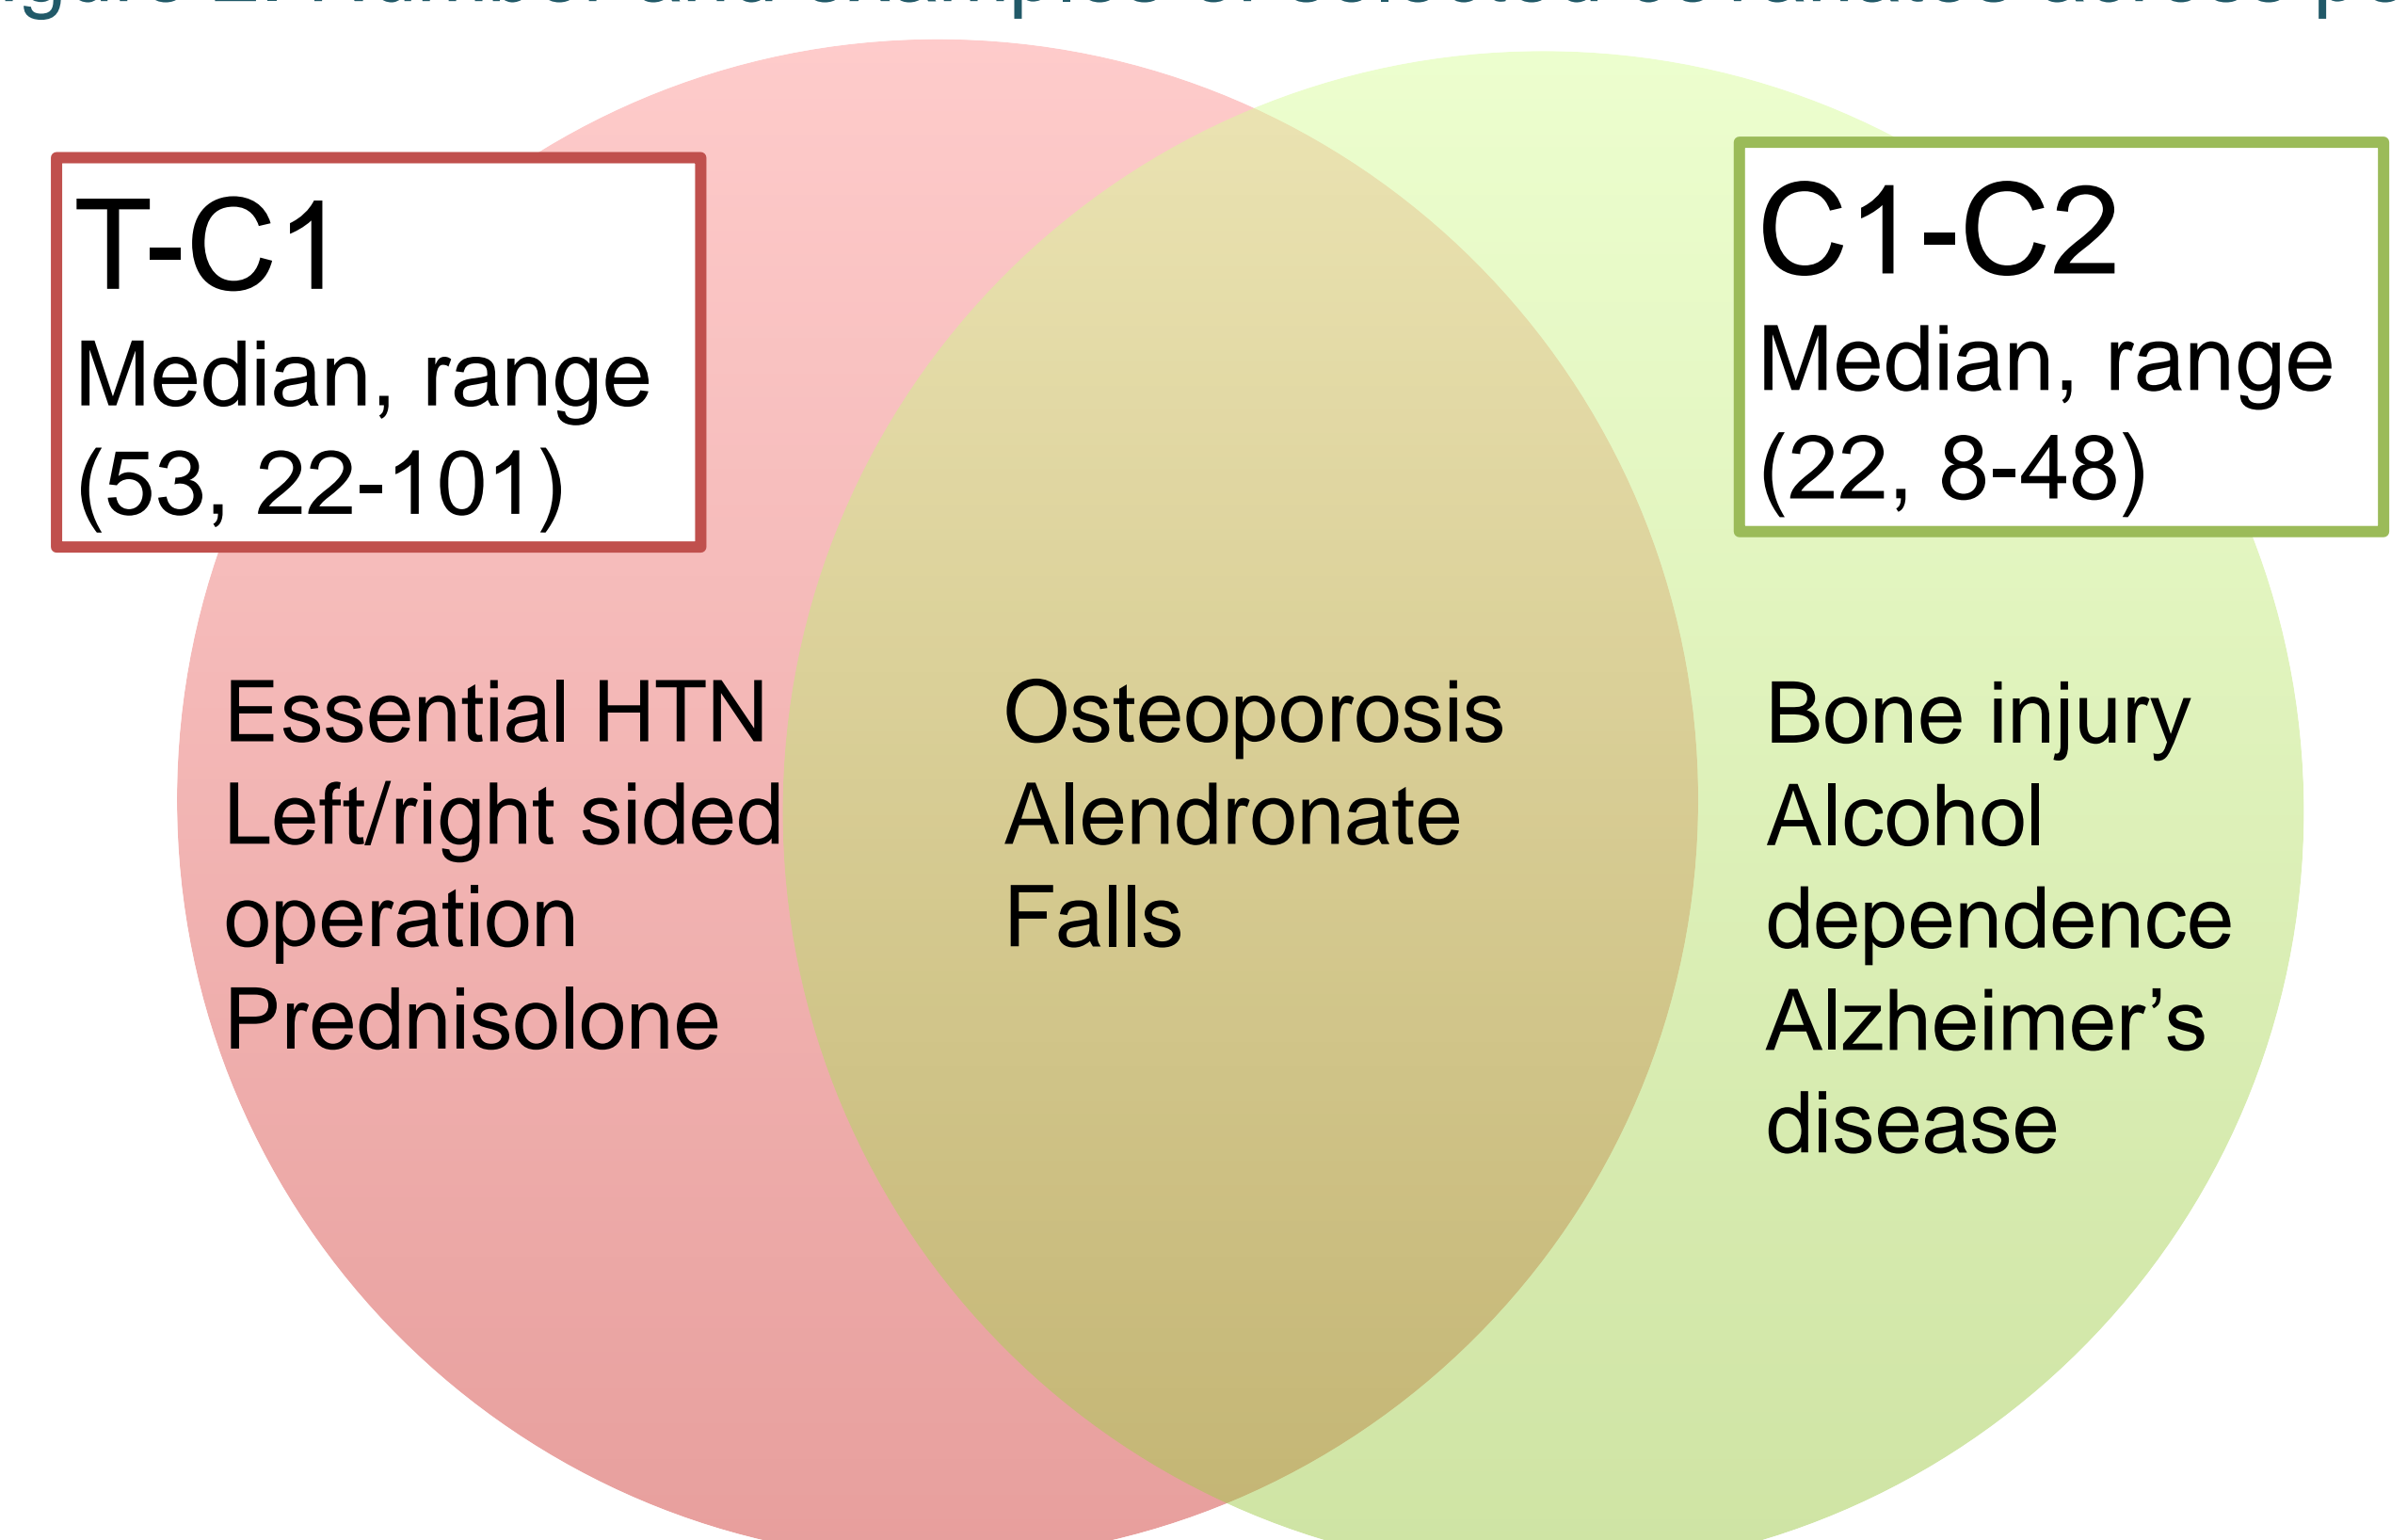 T-C1
Median, range
(53, 22-101)
C1-C2
Median, range
(22, 8-48)
Essential HTN
Left/right sided
operation
Prednisolone
Osteoporosis
Alendronate
Falls
Bone injury
Alcohol
dependence
Alzheimer’s
disease